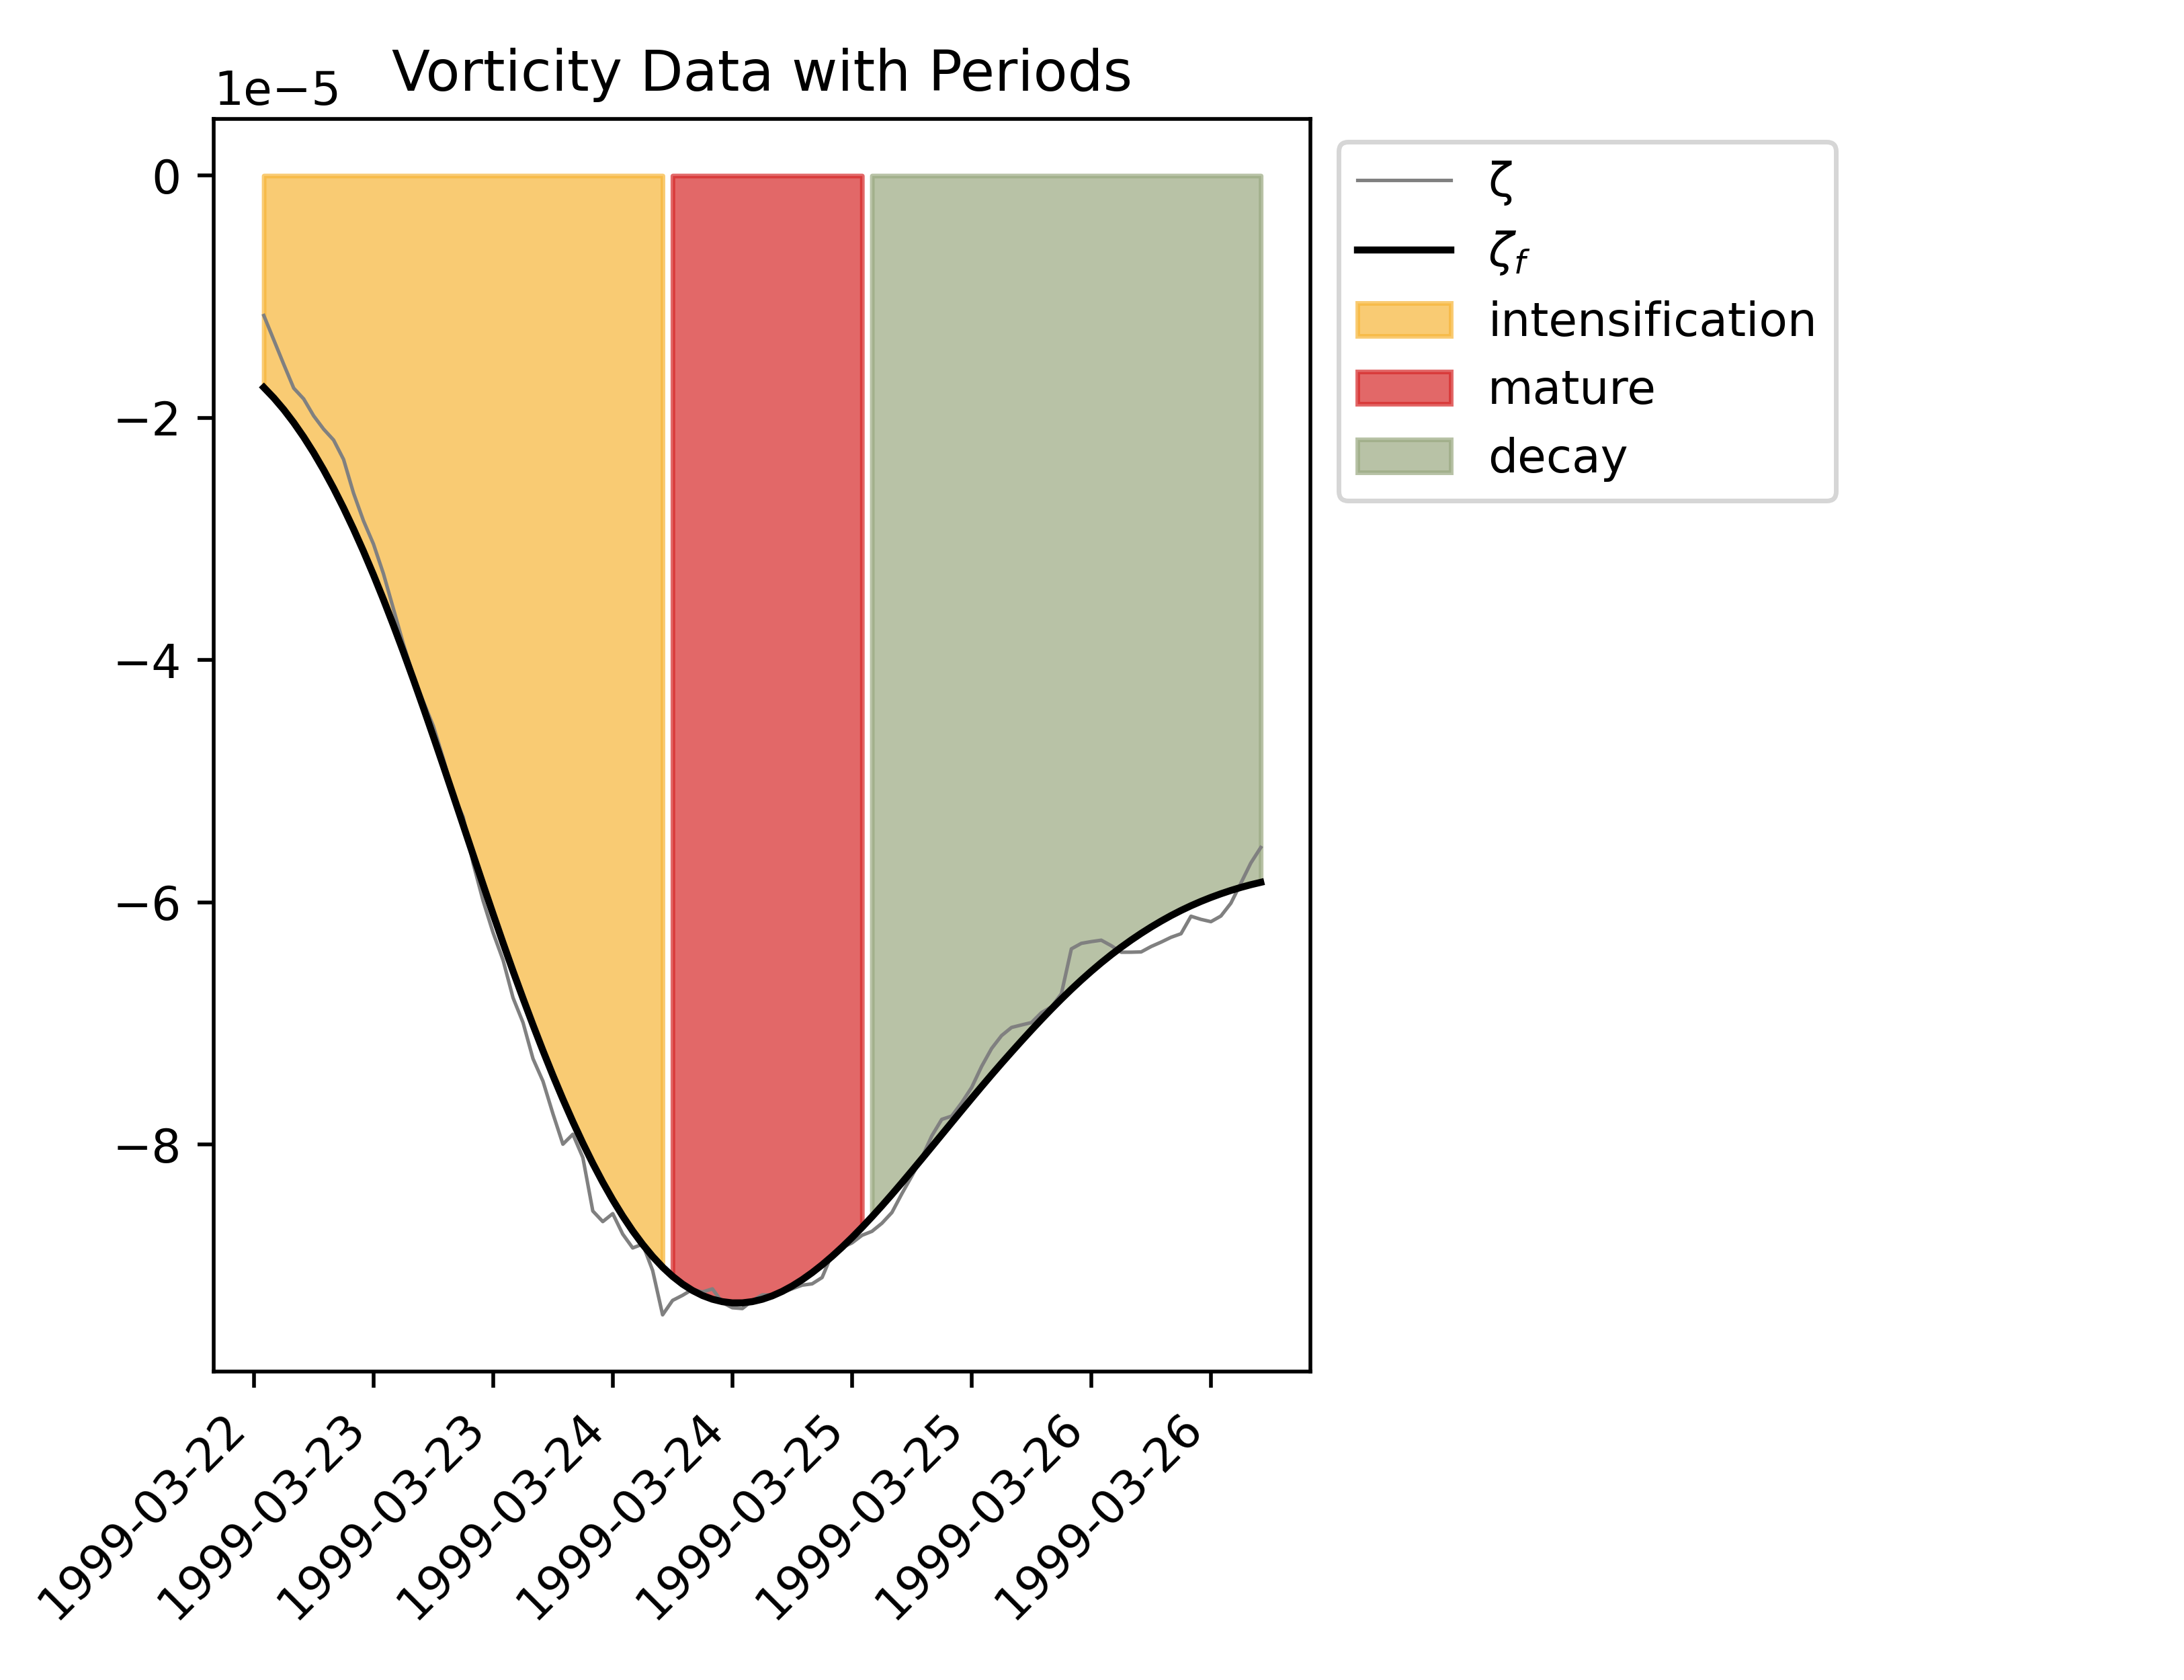 Vorticity Data with Periods
1e−5
0
−2
−4
−6
−8
1999-03-22
1999-03-23
1999-03-23
1999-03-24
1999-03-24
1999-03-25
1999-03-25
1999-03-26
1999-03-26
ζ
ζf
intensification
mature
decay